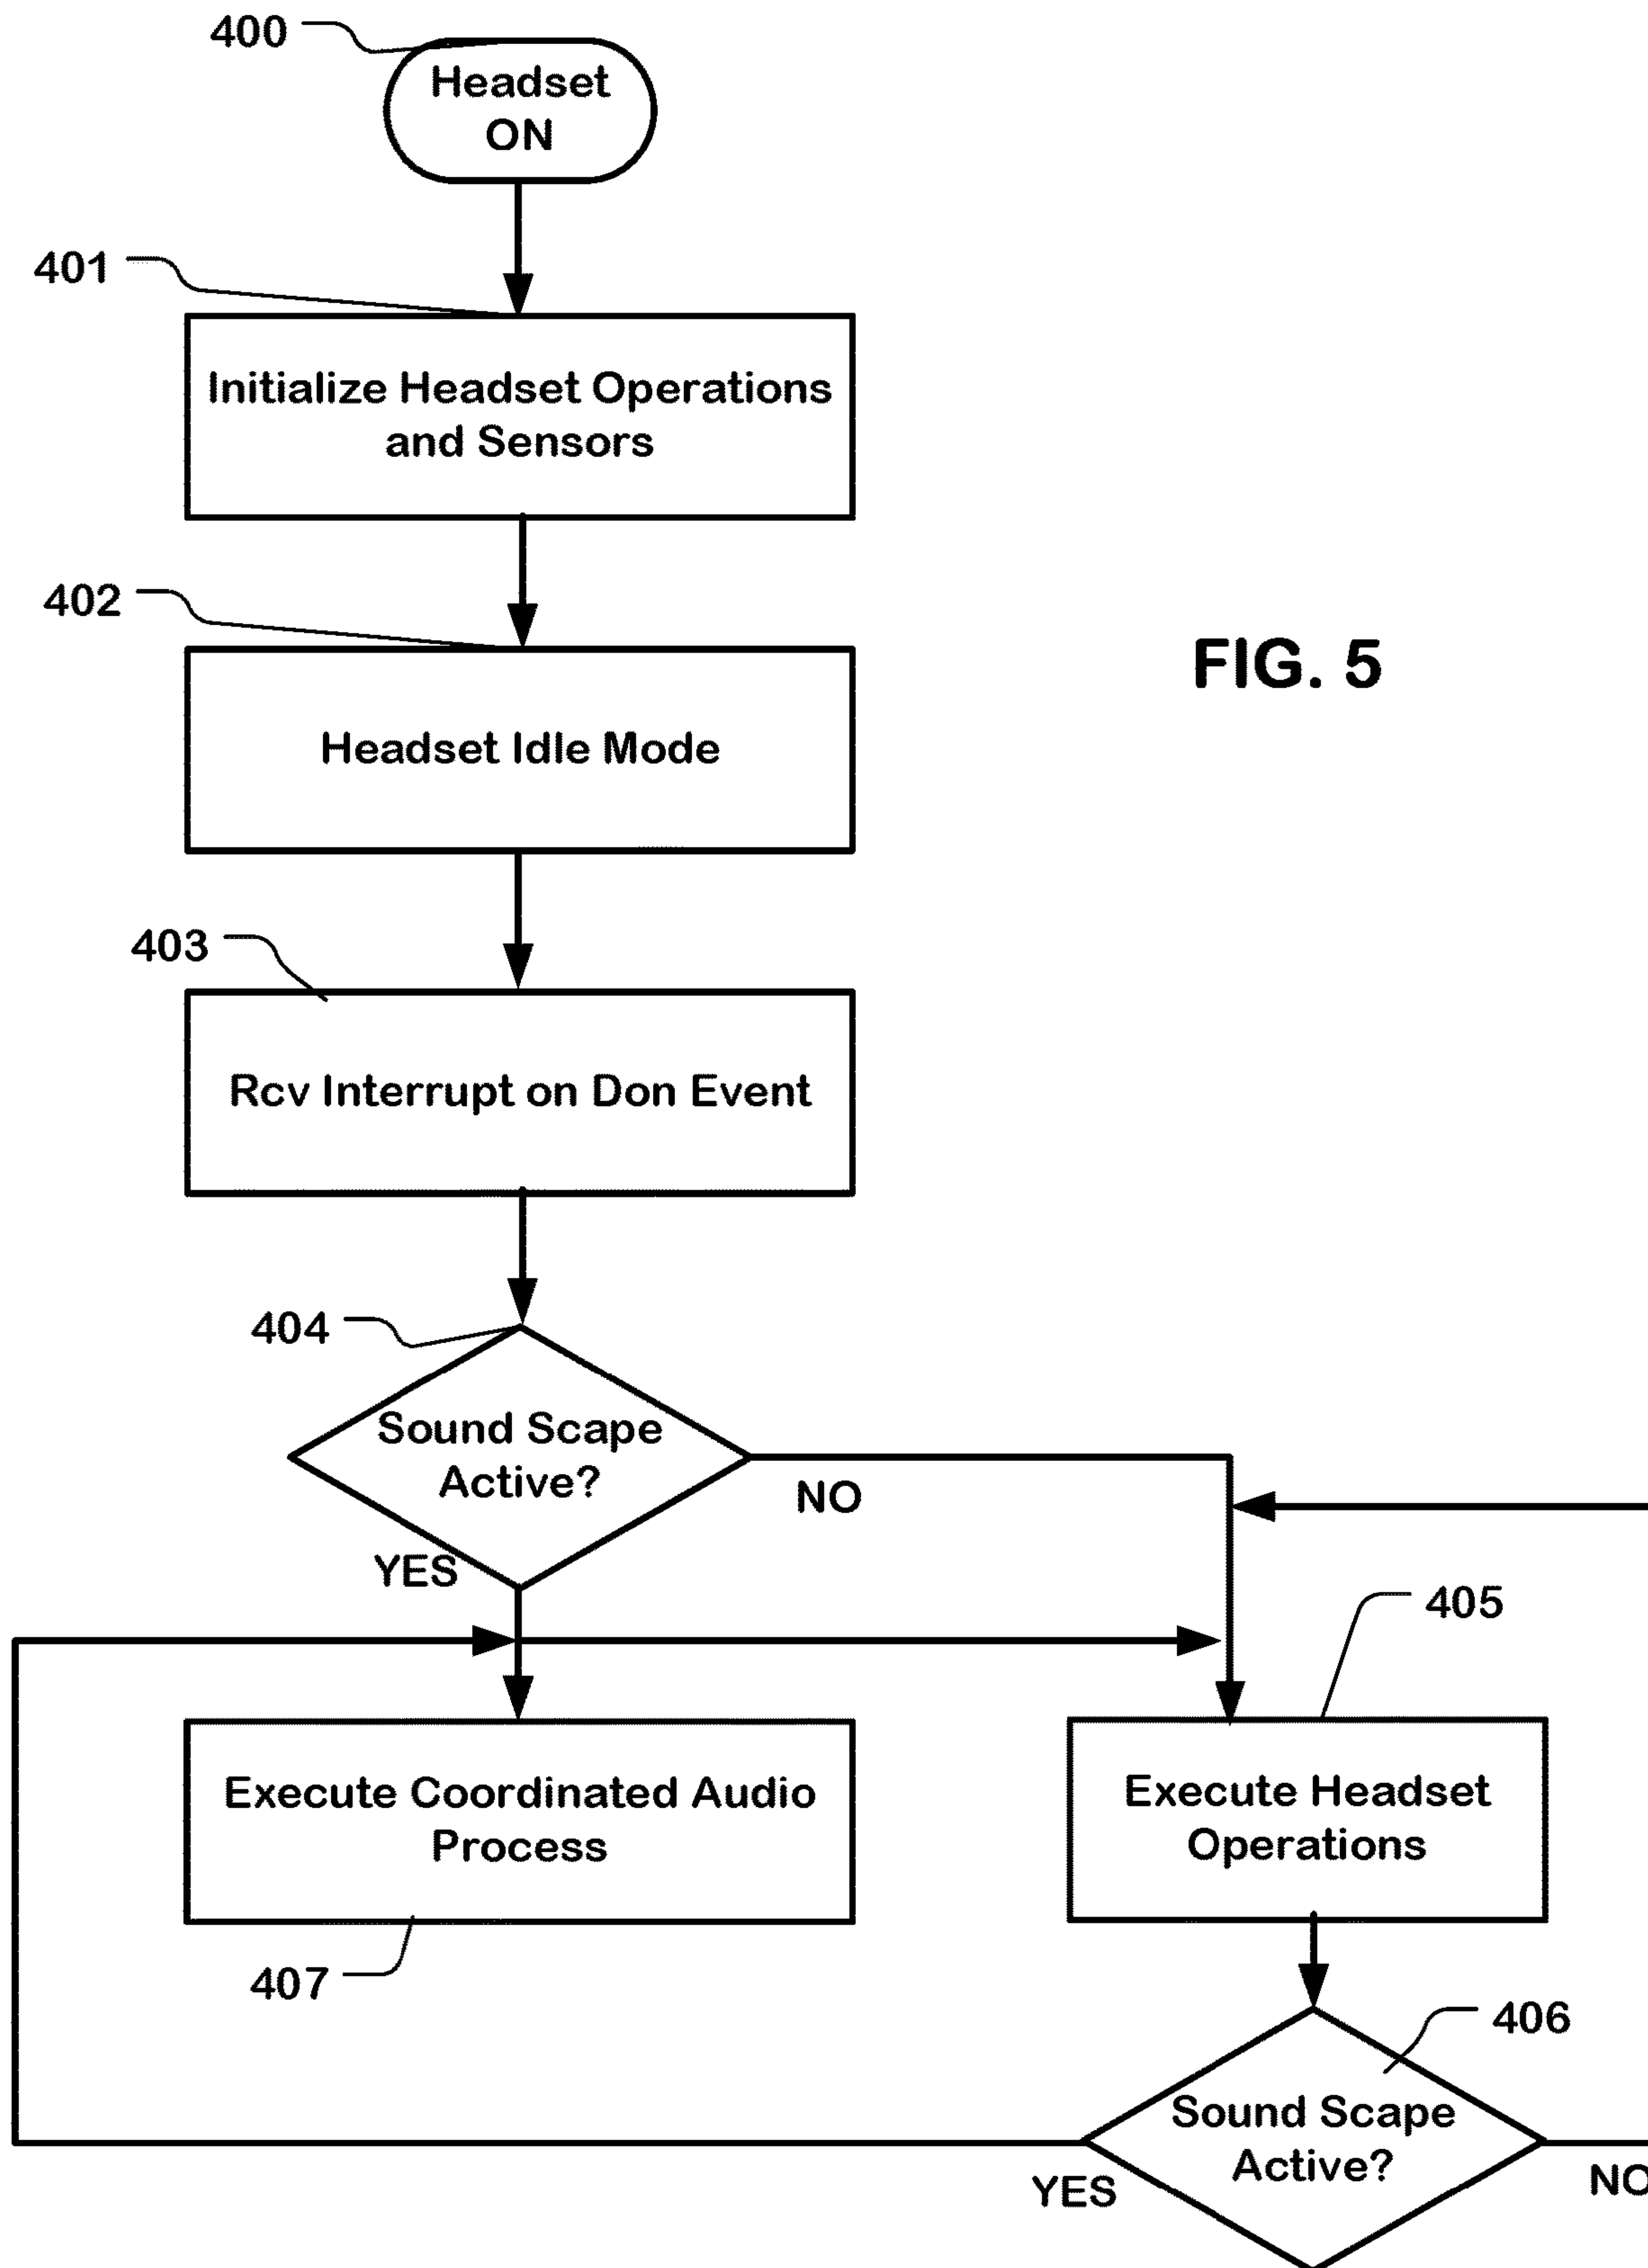 400
Headset
ON
401
Initialize Headset Operations
and Sensors
402
Headset Idle Mode
FIG. 5
403
Rcv Interrupt on Don Event
404
Sound Scape
Active?
NO
YES
405
Execute Coordinated Audio
Process
Execute Headset
Operations
407
406
Sound Scape
Active?
YES
NO